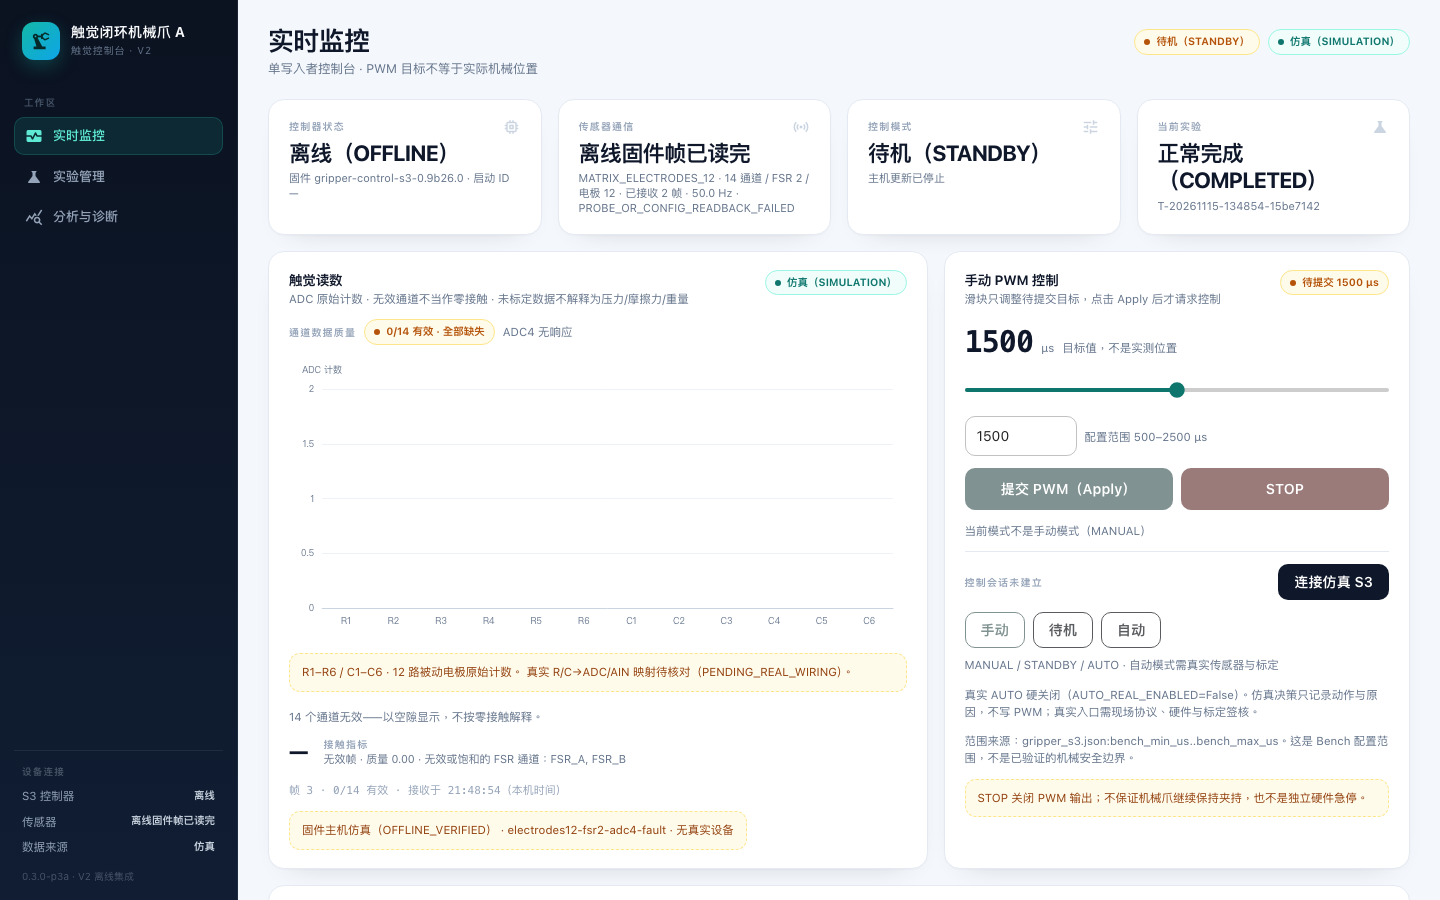 触觉闭环机械爪 A
触觉控制台 · V2
工作区
实时监控
实验管理
分析与诊断
设备连接
S3 控制器 离线
传感器 离线固件帧已读完
数据来源 仿真
0.3.0-p3a · V2 离线集成
实时监控
单写入者控制台 · PWM 目标不等于实际机械位置
待机（STANDBY）
仿真（SIMULATION）
控制器状态
离线（OFFLINE）
固件 gripper-control-s3-0.9b26.0 · 启动 ID
—
传感器通信
离线固件帧已读完
MATRIX_ELECTRODES_12 · 14 通道 / FSR 2 /
电极 12 · 已接收 2 帧 · 50.0 Hz ·
PROBE_OR_CONFIG_READBACK_FAILED
控制模式
待机（STANDBY）
主机更新已停止
当前实验
正常完成
（COMPLETED）
T-20261115-134854-15be7142
触觉读数
ADC 原始计数 · 无效通道不当作零接触 · 未标定数据不解释为压力/摩擦力/重量
仿真（SIMULATION）
通道数据质量
0/14 有效 · 全部缺失
ADC4 无响应
ADC 计数
2
1.5
1
0.5
0
R1 R2 R3 R4 R5 R6 C1 C2 C3 C4 C5 C6
R1–R6 / C1–C6 · 12 路被动电极原始计数。 真实 R/C→ADC/AIN 映射待核对（PENDING_REAL_WIRING）。
14 个通道无效——以空隙显示，不按零接触解释。
—
接触指标
无效帧 · 质量 0.00 · 无效或饱和的 FSR 通道：FSR_A, FSR_B
帧 3 · 0/14 有效 · 接收于 21:48:54（本机时间）
固件主机仿真（OFFLINE_VERIFIED） · electrodes12-fsr2-adc4-fault · 无真实设备
手动 PWM 控制
滑块只调整待提交目标，点击 Apply 后才请求控制
待提交 1500 µs
1500 µs 目标值，不是实测位置
1500
配置范围 500–2500 µs
提交 PWM（Apply）
STOP
当前模式不是手动模式（MANUAL）
控制会话未建立
连接仿真 S3
手动
待机
自动
MANUAL / STANDBY / AUTO · 自动模式需真实传感器与标定
真实 AUTO 硬关闭（AUTO_REAL_ENABLED=False）。仿真决策只记录动作与原
因，不写 PWM；真实入口需现场协议、硬件与标定签核。
范围来源：gripper_s3.json:bench_min_us..bench_max_us。这是 Bench 配置范
围，不是已验证的机械安全边界。
STOP 关闭 PWM 输出；不保证机械爪继续保持夹持，也不是独立硬件急停。